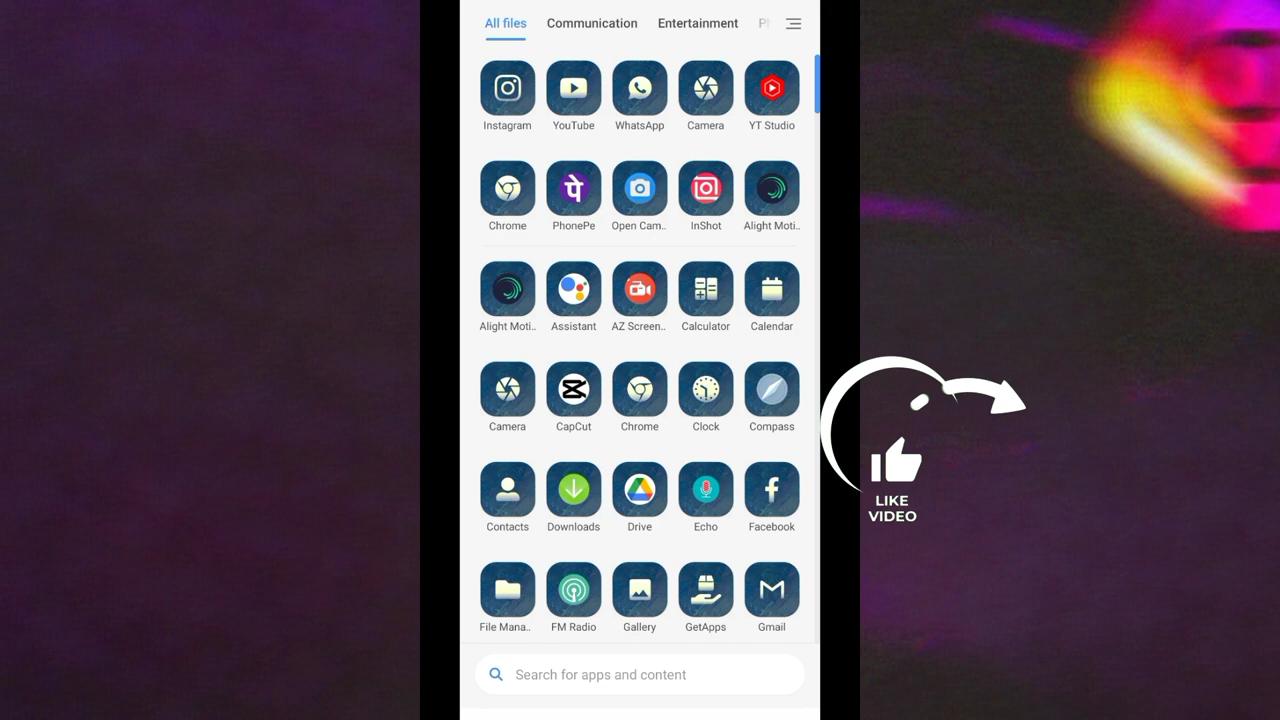 All files Communication Entertainment
Instagram YouTube WhatsApp Camera YT Studio
पे
Chrome PhonePe Open Cam.. InShot Alight Moti..
Alight Moti.. Assistant AZ Screen.. Calculator Calendar
Camera CapCut Chrome Clock Compass
Contacts Downloads Drive Echo Facebook
File Mana.. FM Radio Gallery GetApps Gmail
Search for apps and content
LIKE
VIDEO